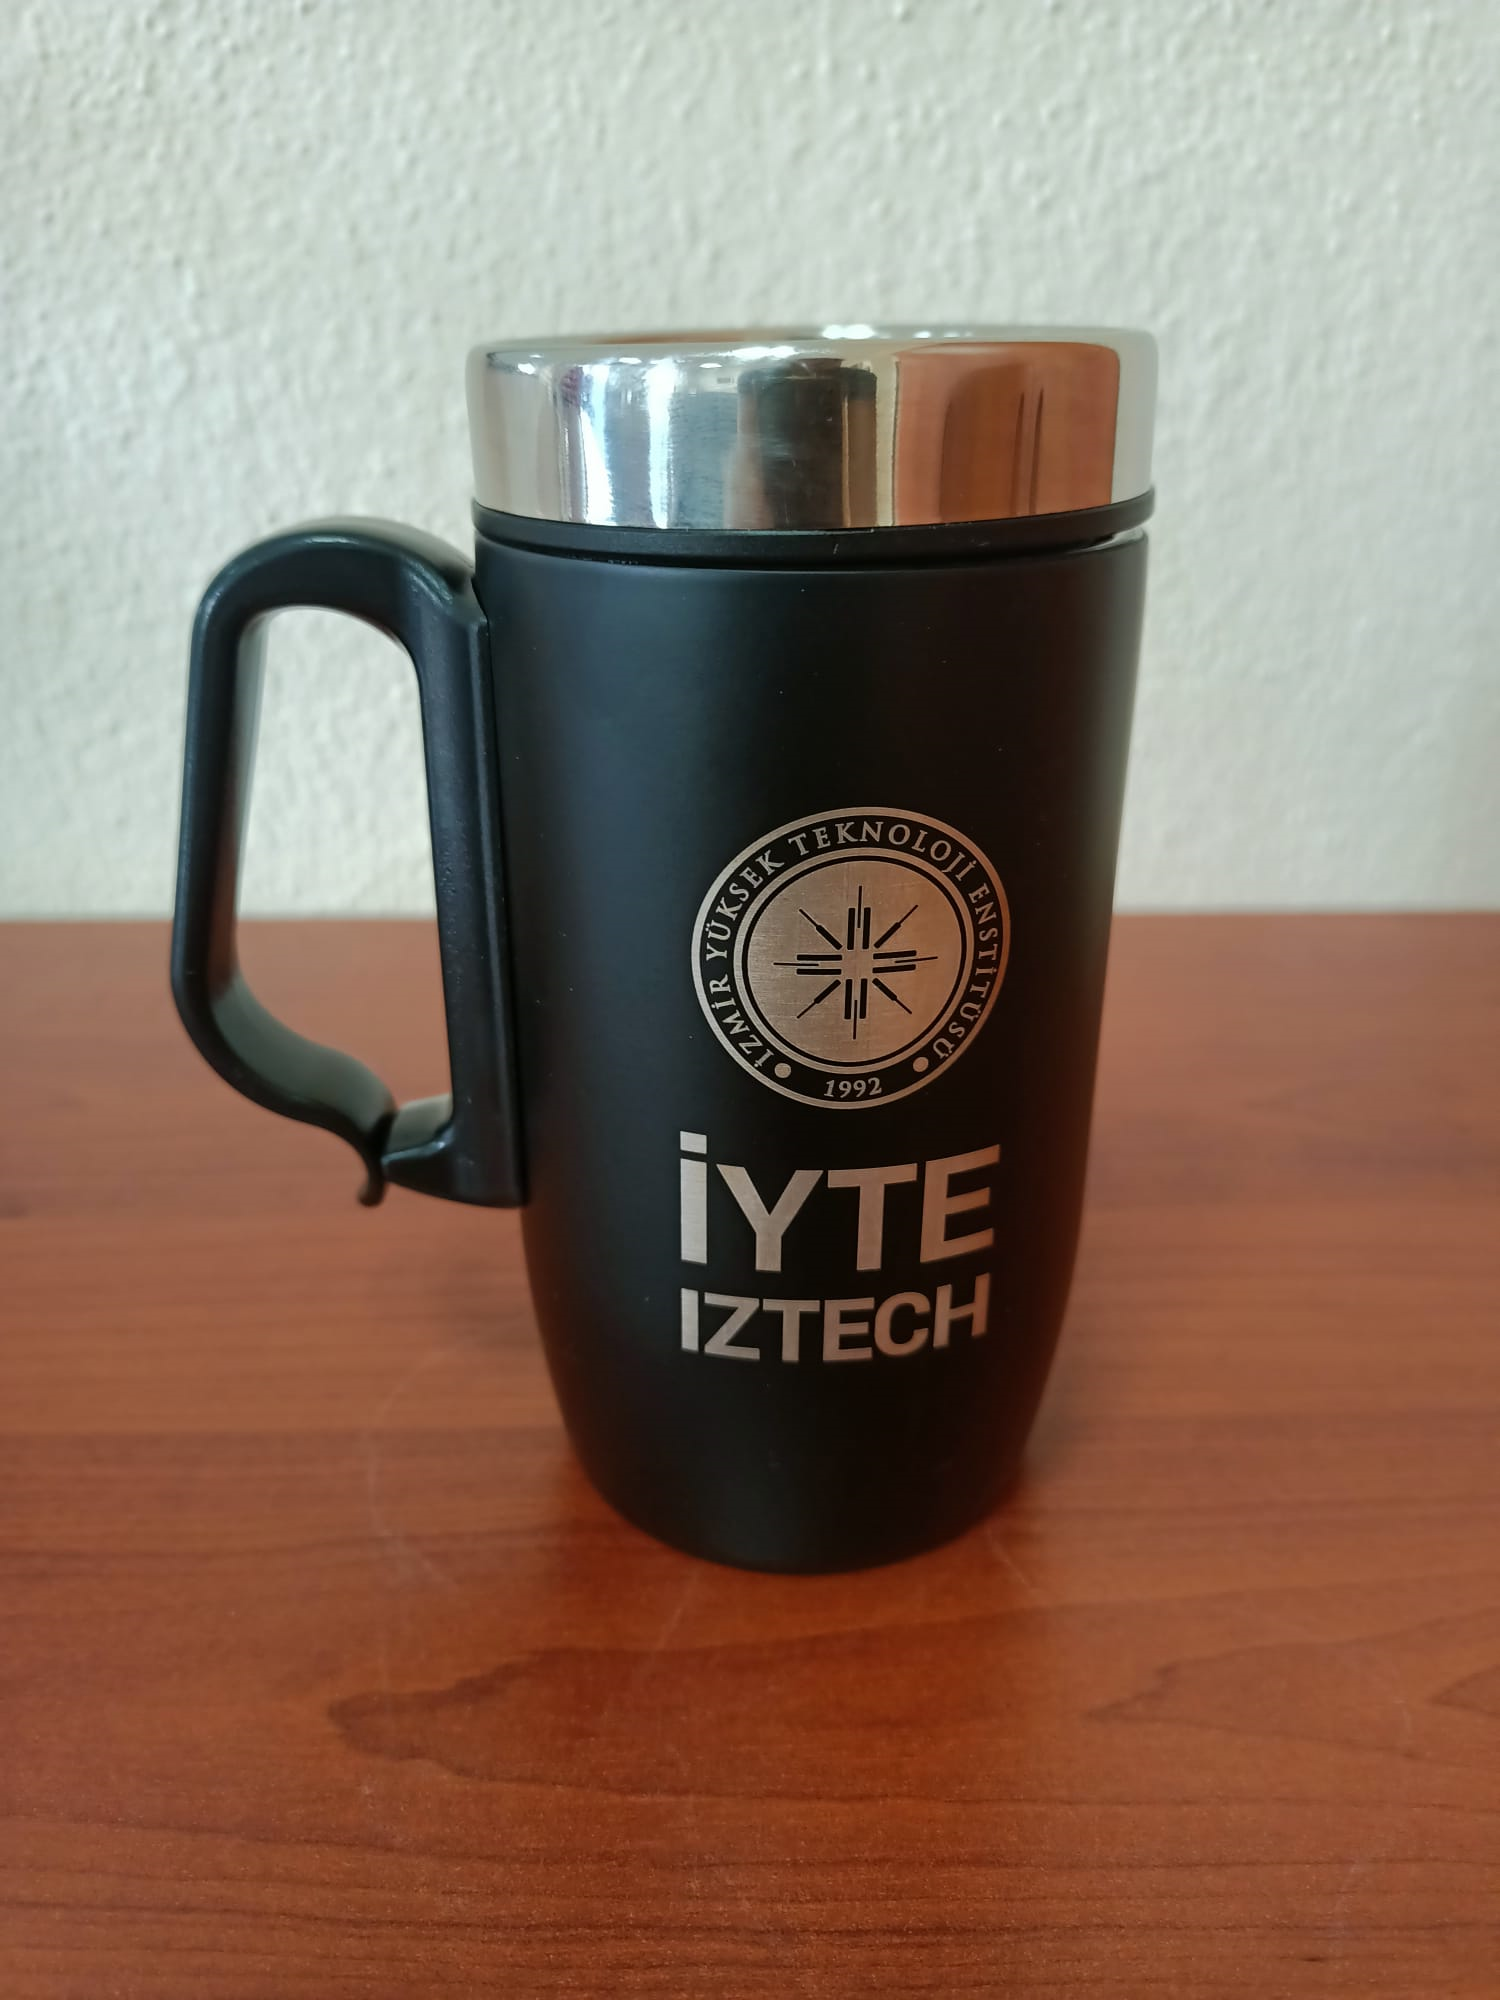 İZMİR YÜKSEK TEKNOLOJİ ENSTİTÜSÜ
1992
İYTE
IZTECH